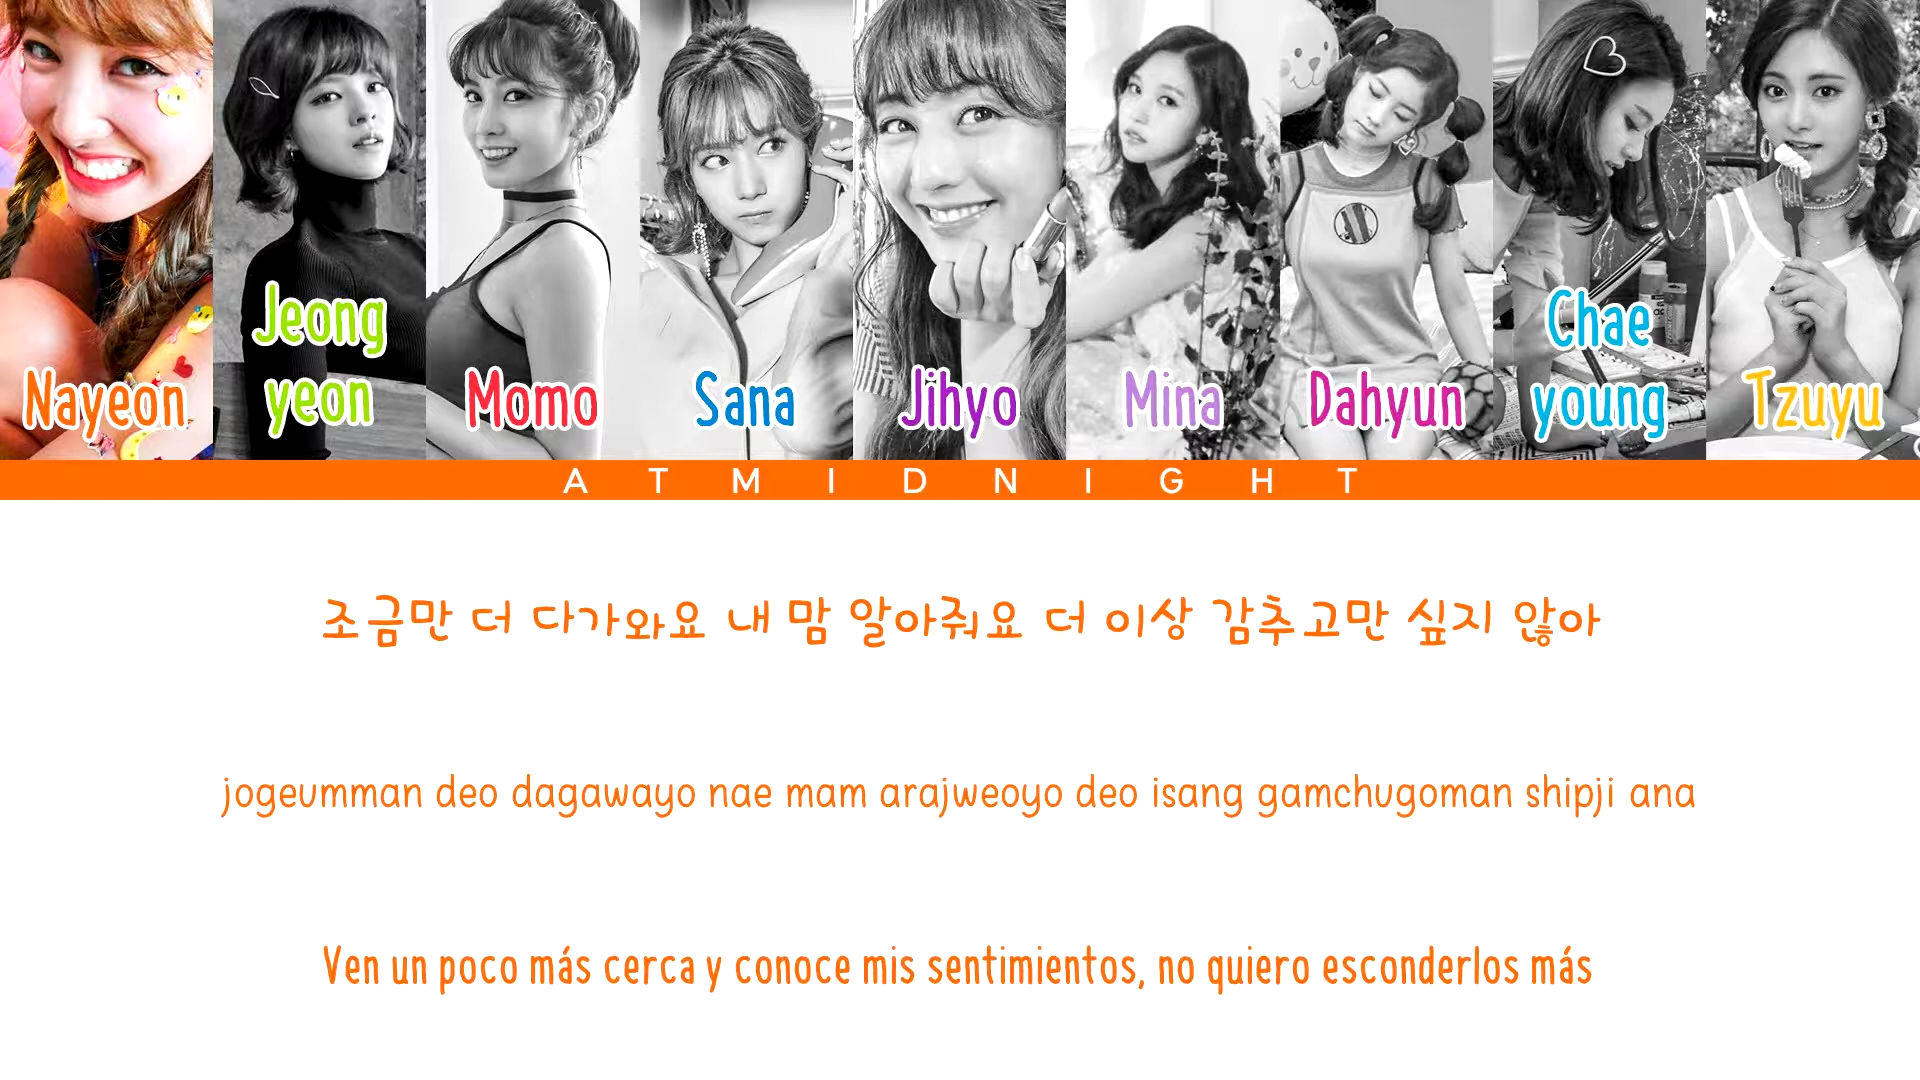 Nayeon
Jeong
yeon
Momo
Sana
Jihyo
Mina
Dahyun
Chae
young
Tzuyu
ATMIDNIGHT
조금만 더 다가와요 내 맘 알아줘요 더 이상 감추고만 싶지 않아
jogeumman deo dagawayo nae mam arajweoyo deo isang gamchugoman shipji ana
Ven un poco más cerca y conoce mis sentimientos, no quiero esconderlos más